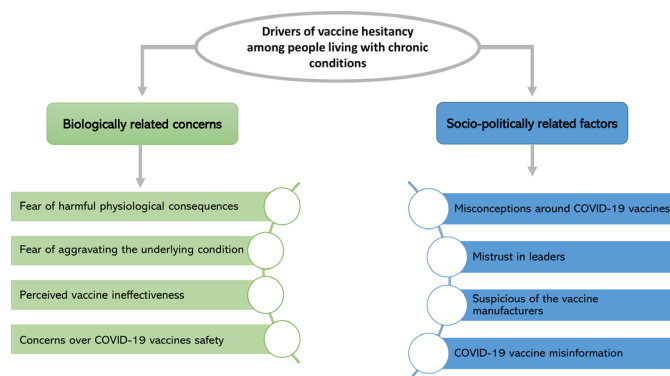 Drivers of vaccine hesitancy
among people living with chronic
conditions
Biologically related concerns
Fear of harmful physiological consequences
Fear of aggravating the underlying condition
Perceived vaccine ineffectiveness
Concerns over COVID-19 vaccines safety
Socio-politically related factors
Misconceptions around COVID-19 vaccines
Mistrust in leaders
Suspicious of the vaccine
manufacturers
COVID-19 vaccine misinformation